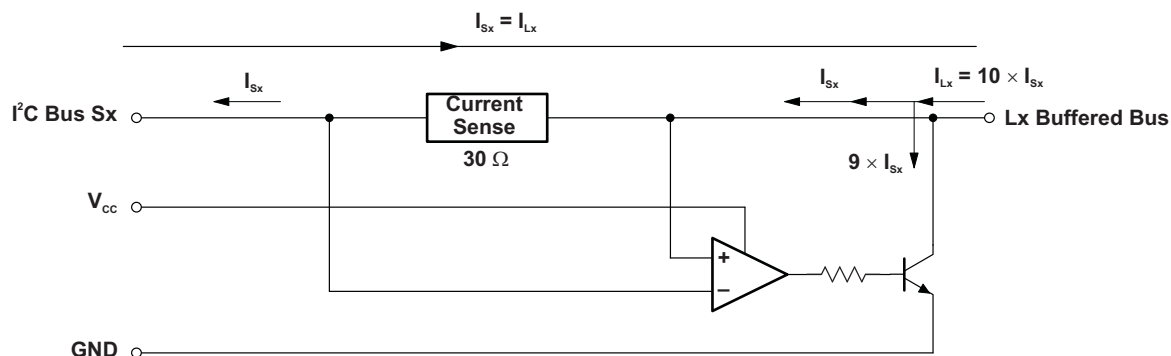 I_Sx = I_Lx
I_Sx
I_Sx
I_Lx = 10 × I_Sx
I²C Bus Sx
Current
Sense
Lx Buffered Bus
30 Ω
9 × I_Sx
V_CC
+
−
GND